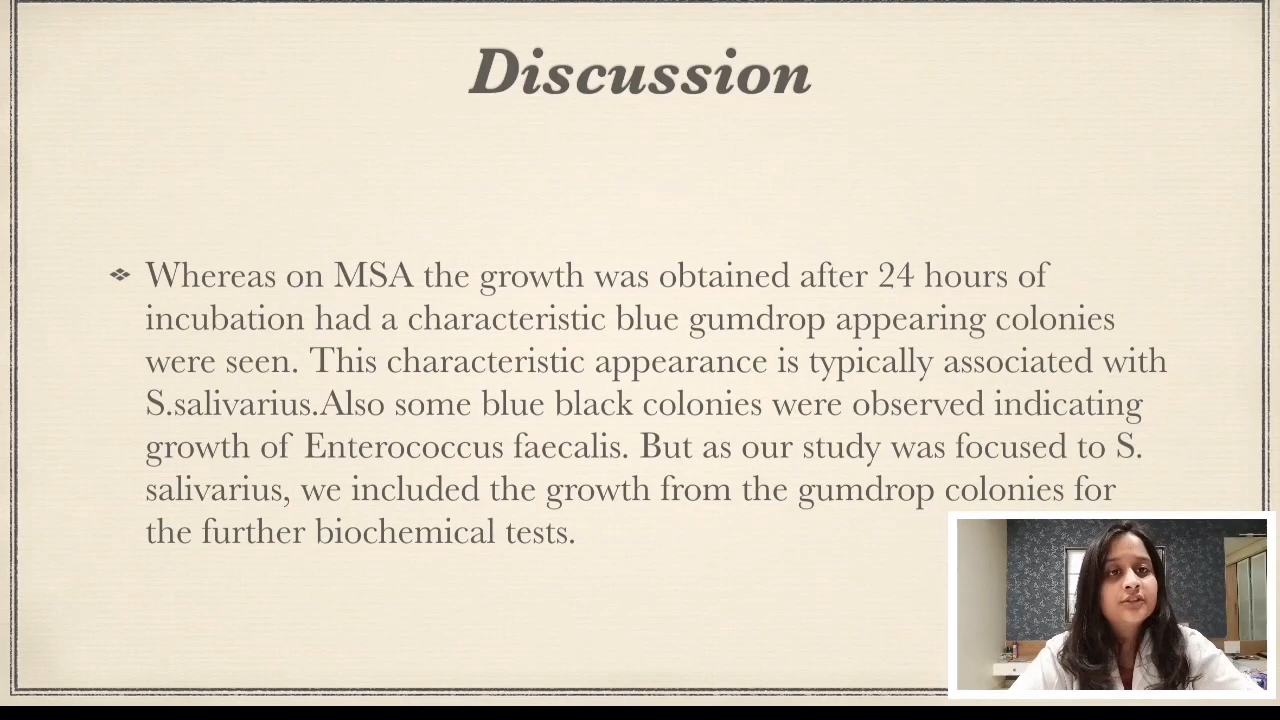 Discussion
Whereas on MSA the growth was obtained after 24 hours of
incubation had a characteristic blue gumdrop appearing colonies
were seen. This characteristic appearance is typically associated with
S.salivarius.Also some blue black colonies were observed indicating
growth of Enterococcus faecalis. But as our study was focused to S.
salivarius, we included the growth from the gumdrop colonies for
the further biochemical tests.